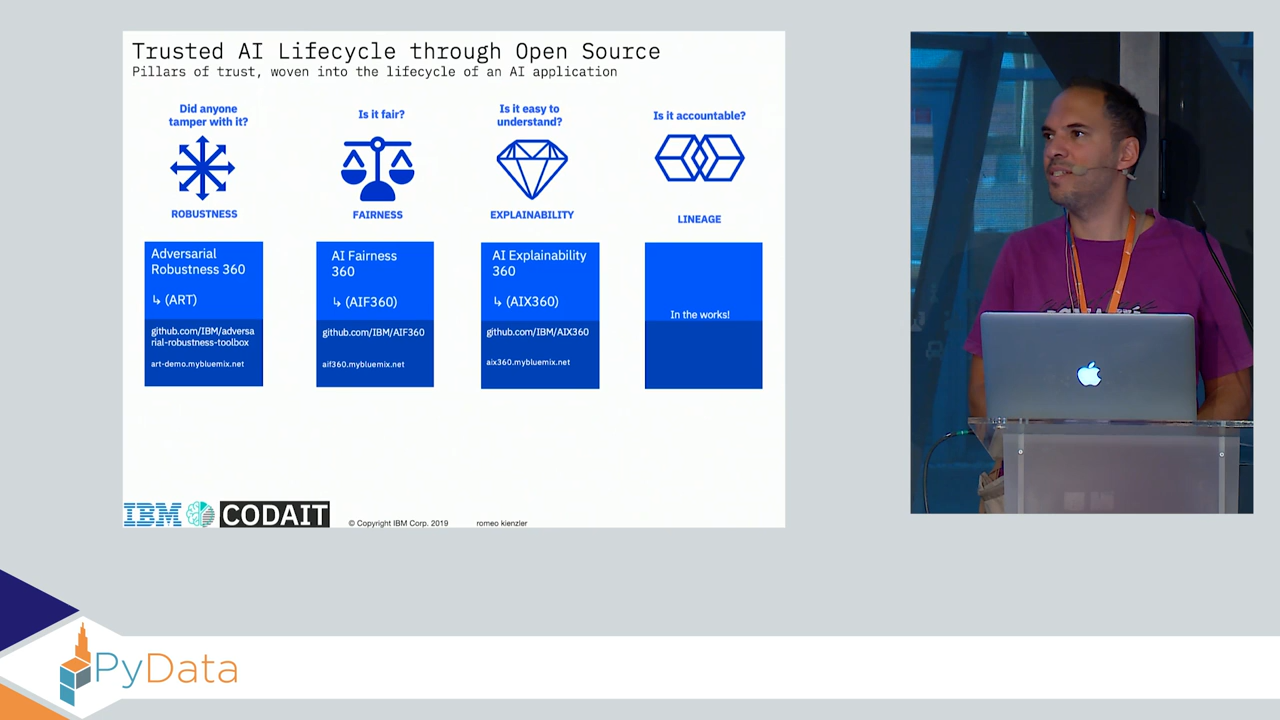 Trusted AI Lifecycle through Open Source
Pillars of trust, woven into the lifecycle of an AI application
Did anyone
tamper with it?
ROBUSTNESS
Is it fair?
FAIRNESS
Is it easy to
understand?
EXPLAINABILITY
Is it accountable?
LINEAGE
Adversarial
Robustness 360
↳ (ART)
github.com/IBM/adversa
rial-robustness-toolbox
art-demo.mybluemix.net
AI Fairness
360
↳ (AIF360)
github.com/IBM/AIF360
aif360.mybluemix.net
AI Explainability
360
↳ (AIX360)
github.com/IBM/AIX360
aix360.mybluemix.net
In the works!
IBM CODAIT
© Copyright IBM Corp. 2019 romeo kienzler
PyData